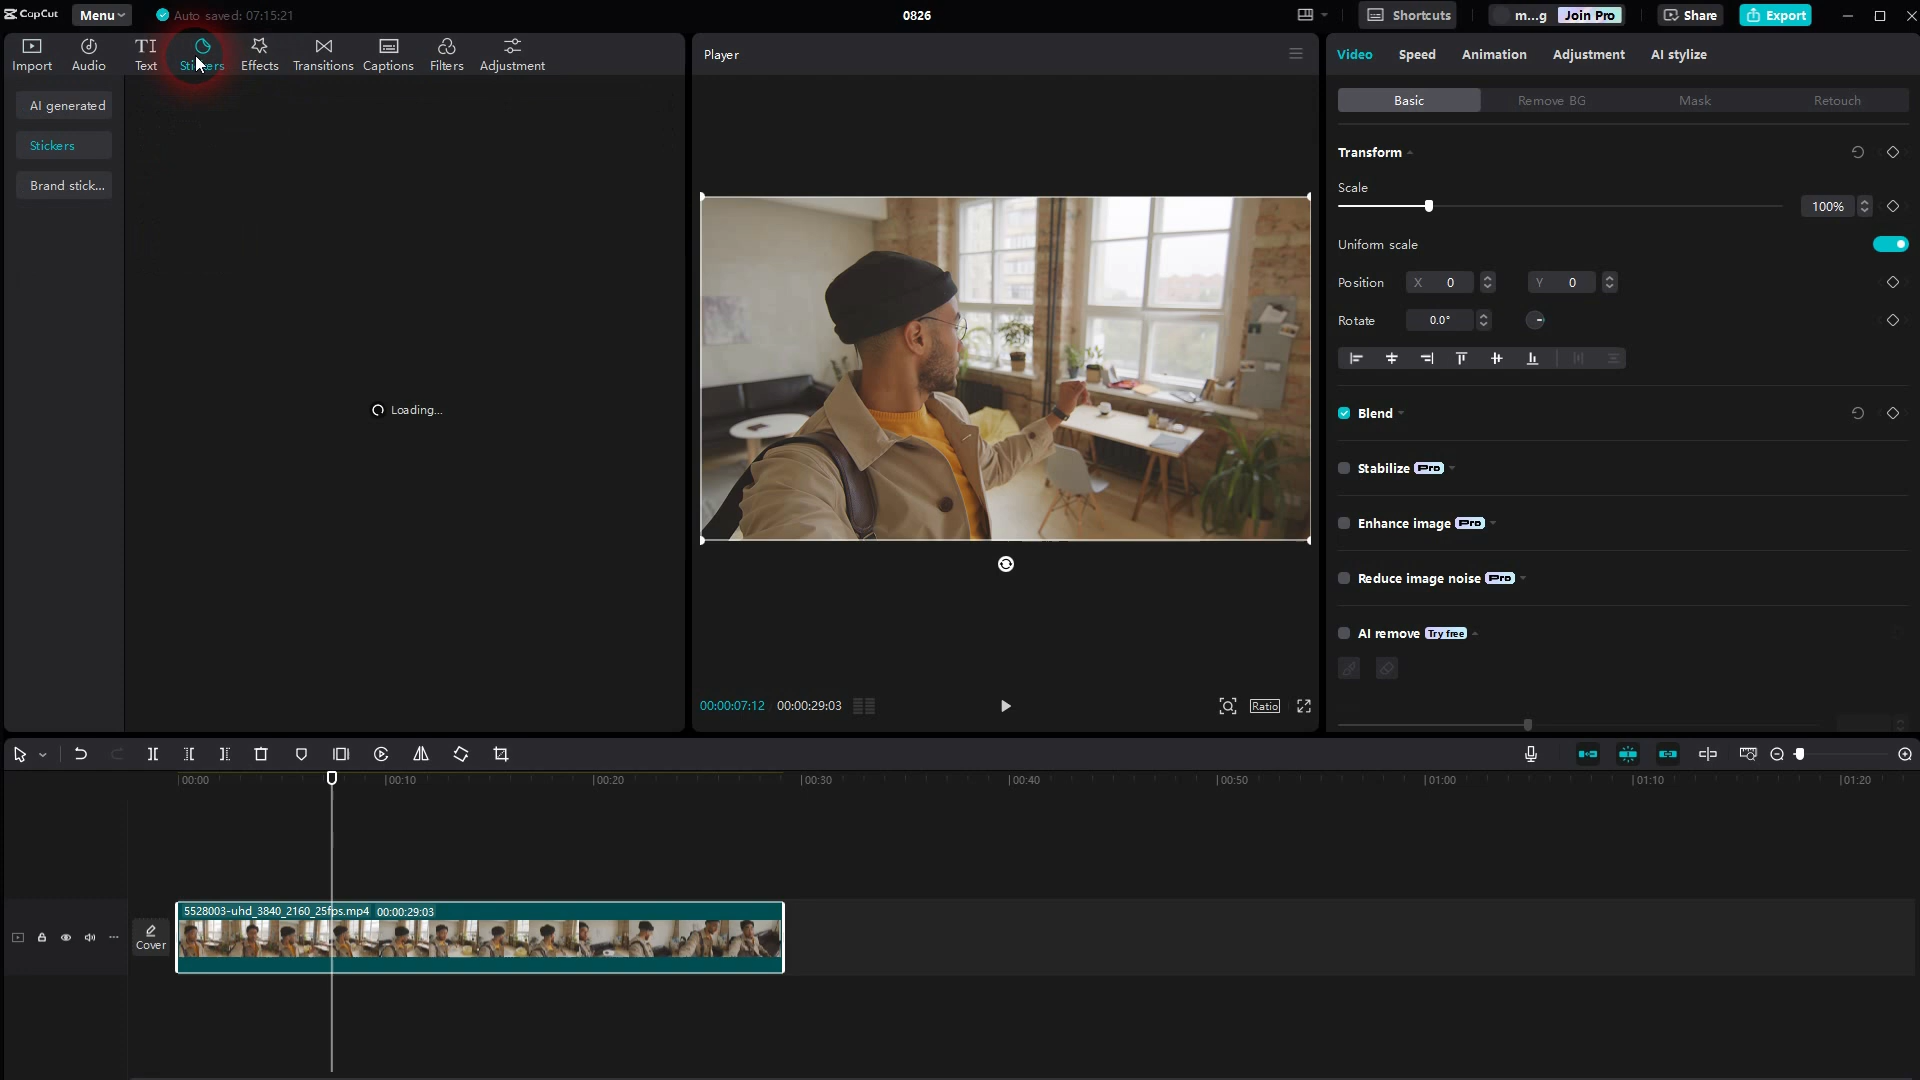 CapCut Menu Auto saved: 07:15:21 0826 Shortcuts m...g Join Pro Share Export
Import Audio Text Stickers Effects Transitions Captions Filters Adjustment
AI generated
Stickers
Brand stick...
Loading...
Player
00:00:07:12 00:00:29:03 Ratio
Video Speed Animation Adjustment AI stylize
Basic Remove BG Mask Retouch
Transform
Scale
100%
Uniform scale
Position X 0 Y 0
Rotate 0.0°
Blend
Stabilize Pro
Enhance image Pro
Reduce image noise Pro
AI remove Try free
00:00 00:10 00:20 00:30 00:40 00:50 01:00 01:10 01:20
5528003-uhd_3840_2160_25fps.mp4 00:00:29:03
Cover